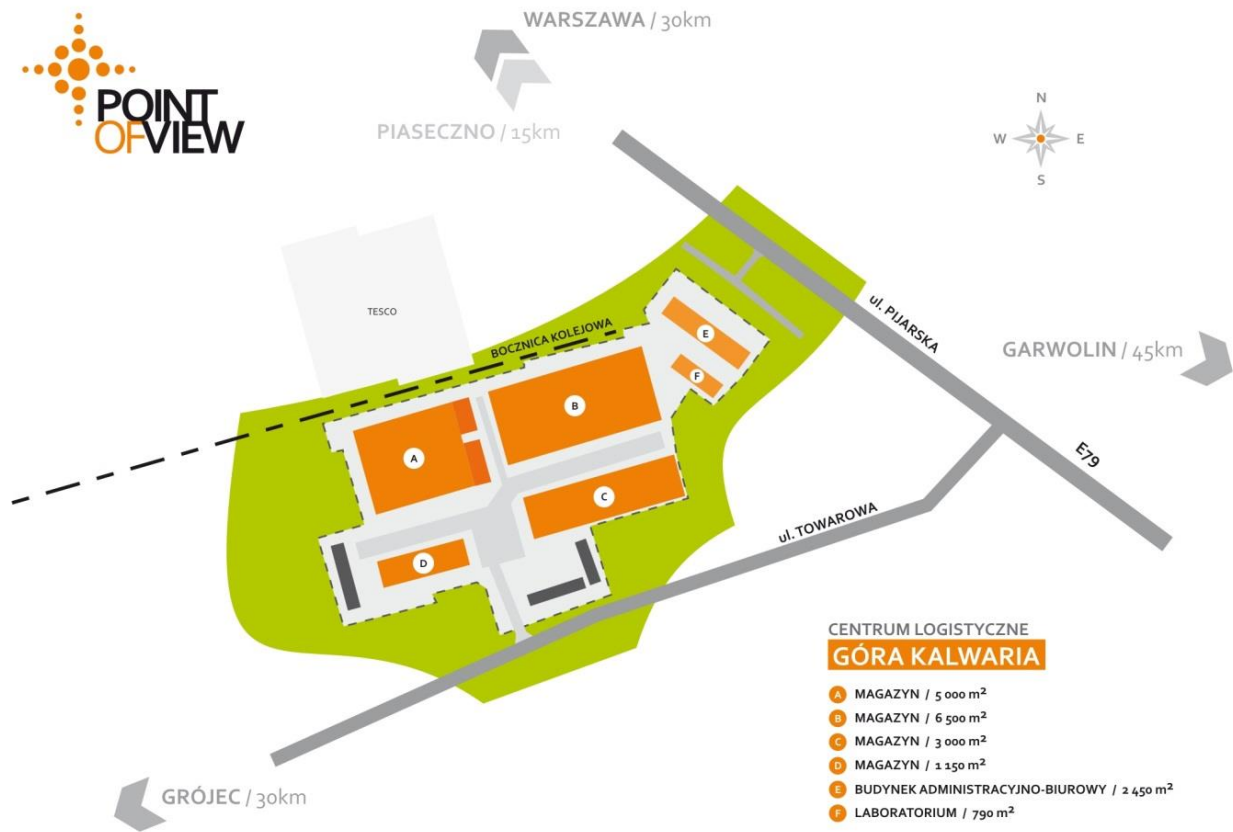 WARSZAWA / 30km
POINT
OFVIEW
PIASECZNO / 15km
N
W
E
S
TESCO
BOCZNICA KOLEJOWA
ul. PIJARSKA
GARWOLIN / 45km
E
F
B
A
C
D
E79
ul. TOWAROWA
CENTRUM LOGISTYCZNE
GÓRA KALWARIA
A MAGAZYN / 5 000 m²
B MAGAZYN / 6 500 m²
C MAGAZYN / 3 000 m²
D MAGAZYN / 1 150 m²
E BUDYNEK ADMINISTRACYJNO-BIUROWY / 2 450 m²
F LABORATORIUM / 790 m²
GRÓJEC / 30km